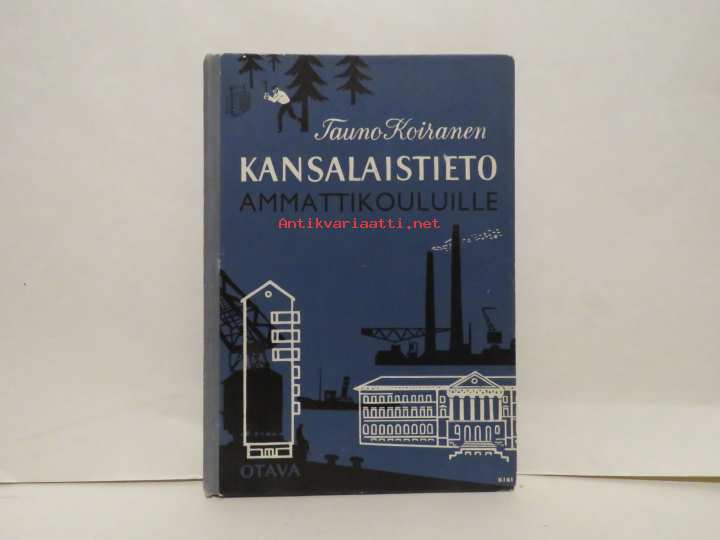 Tauno Koiranen
KANSALAISTIETO
AMMATTIKOULUILLE
Antikvariaatti.net
OTAVA